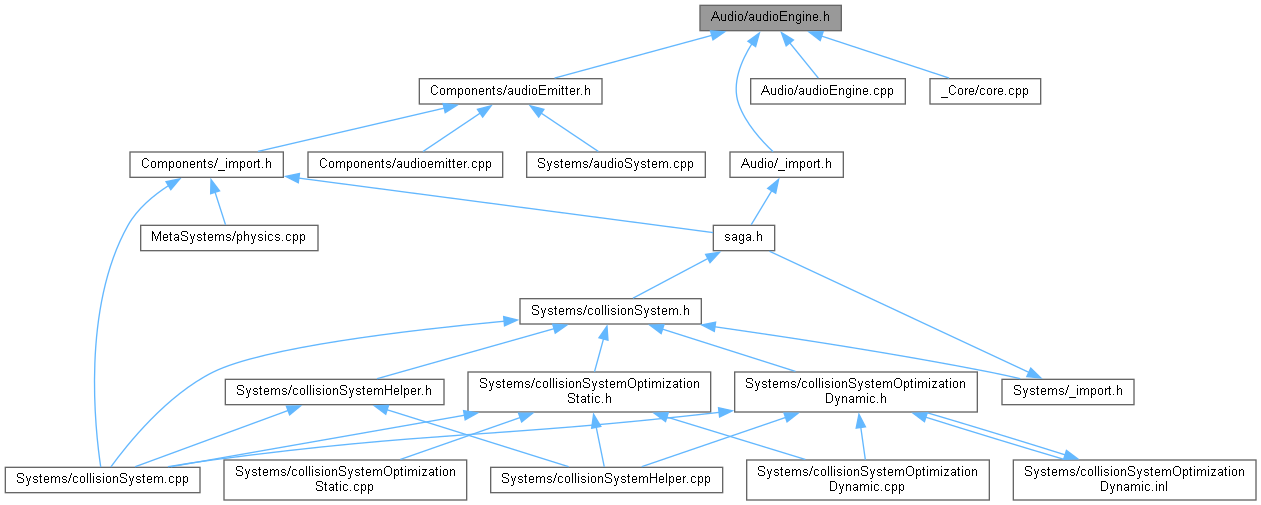 Audio/audioEngine.h
Components/audioEmitter.h
Audio/audioEngine.cpp
_Core/core.cpp
Components/_import.h
Components/audioemitter.cpp
Systems/audioSystem.cpp
Audio/_import.h
MetaSystems/physics.cpp
saga.h
Systems/collisionSystem.h
Systems/collisionSystemHelper.h
Systems/collisionSystemOptimization
Static.h
Systems/collisionSystemOptimization
Dynamic.h
Systems/_import.h
Systems/collisionSystem.cpp
Systems/collisionSystemOptimization
Static.cpp
Systems/collisionSystemHelper.cpp
Systems/collisionSystemOptimization
Dynamic.cpp
Systems/collisionSystemOptimization
Dynamic.inl